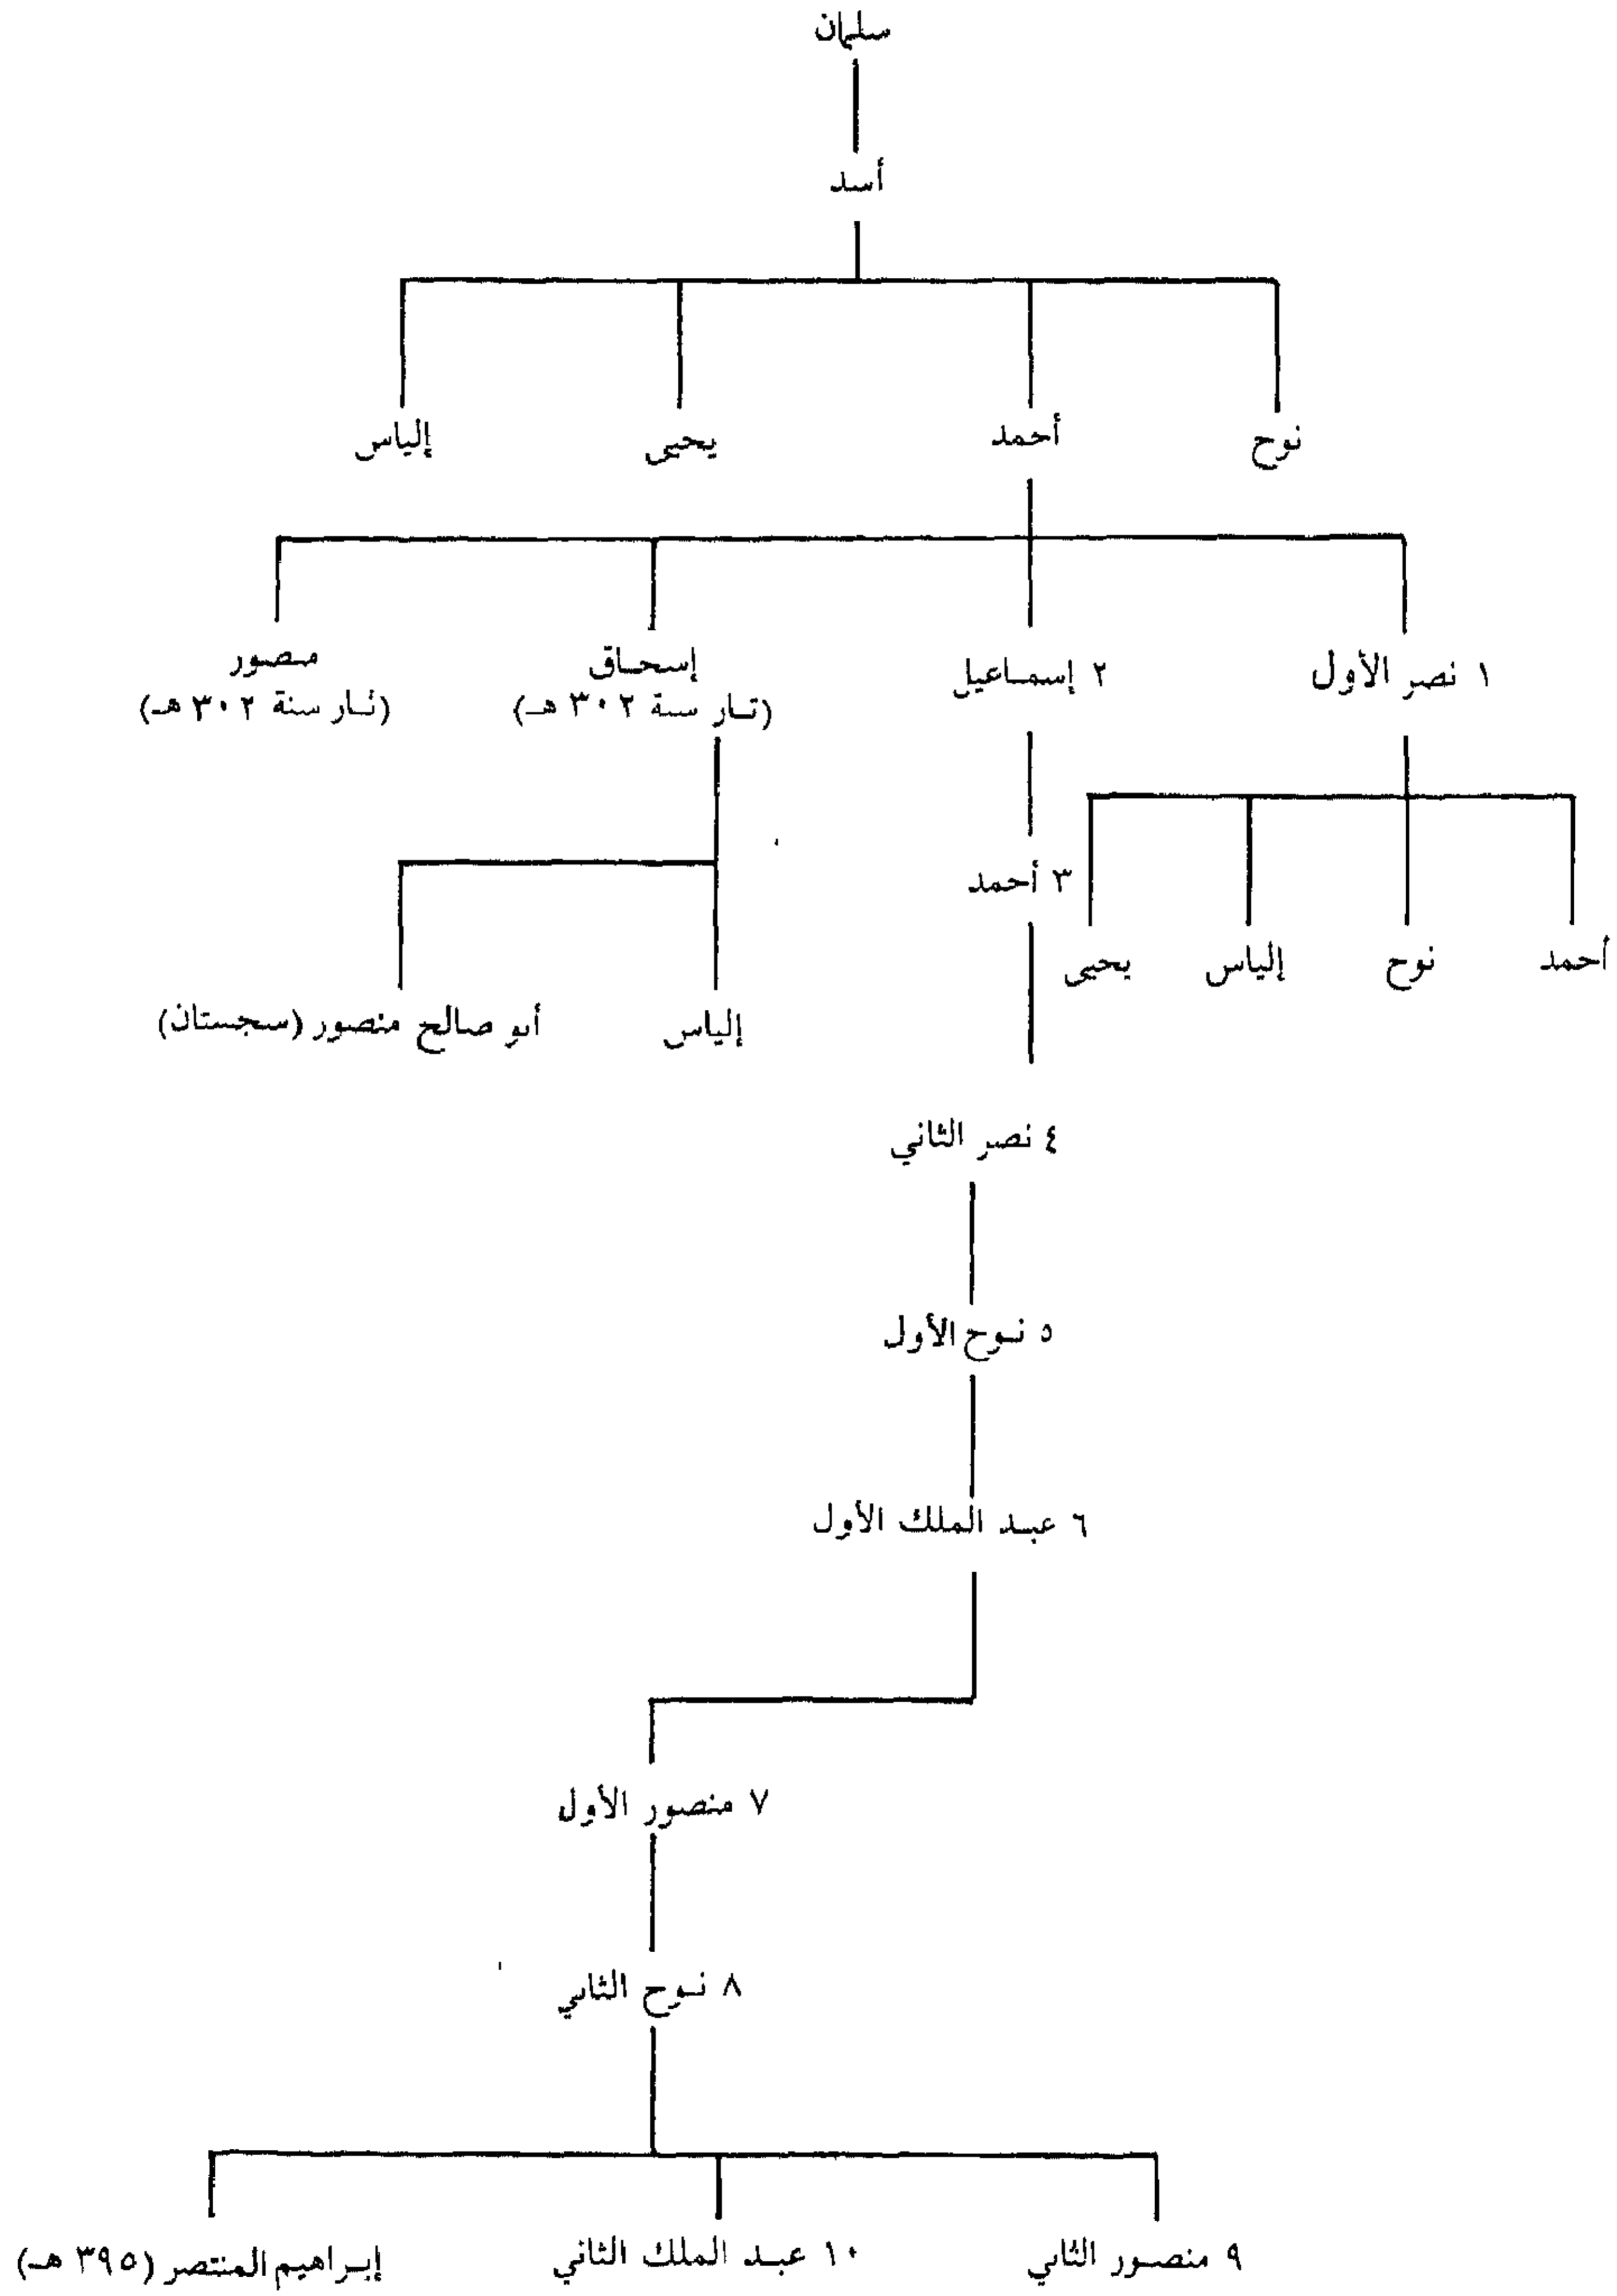 سليمان
أسد
نوح
أحمد
يحيى
إلياس
١ نصر الأول
٢ إسماعيل
إسحاق
(ثار سنة ٣٠٢ هـ)
منصور
(ثار سنة ٣٠٢ هـ)
٣ أحمد
أحمد
نوح
إلياس
يحيى
إلياس
أبو صالح منصور (سجستان)
٤ نصر الثاني
٥ نوح الأول
٦ عبد الملك الأول
٧ منصور الأول
٨ نوح الثاني
٩ منصور الثاني
١٠ عبد الملك الثاني
إبراهيم المنتصر (٣٩٥ هـ)